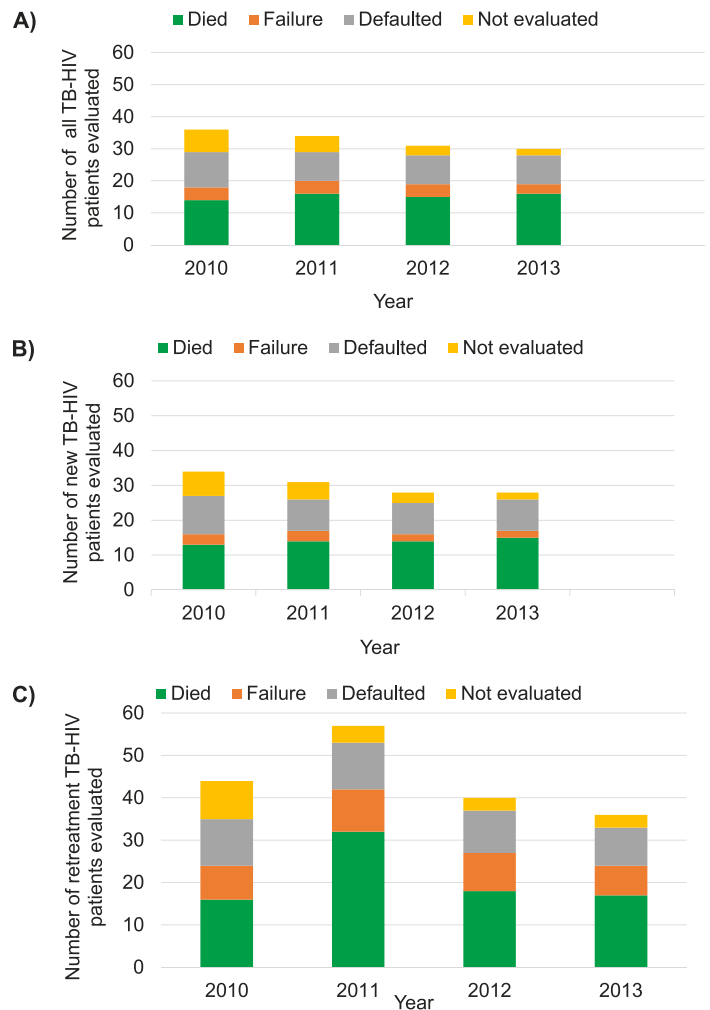 A)
Died Failure Defaulted Not evaluated
Number of all TB-HIV
patients evaluated
60
50
40
30
20
10
0
2010 2011 2012 2013
Year
B)
Died Failure Defaulted Not evaluated
Number of new TB-HIV
patients evaluated
60
50
40
30
20
10
0
2010 2011 2012 2013
Year
C)
Died Failure Defaulted Not evaluated
Number of retreatment TB-HIV
patients evaluated
60
50
40
30
20
10
0
2010 2011 2012 2013
Year